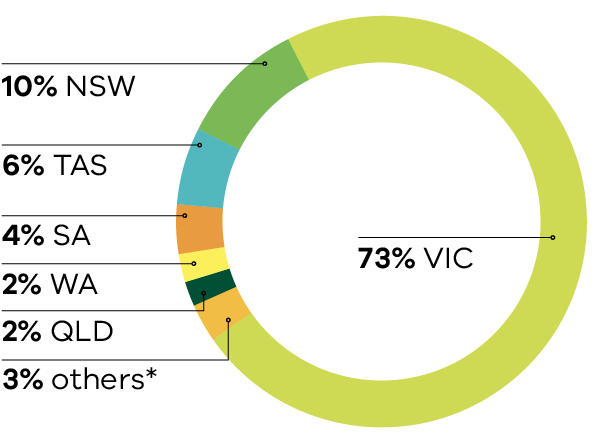 10% NSW
6% TAS
4% SA
73% VIC
2% WA
2% QLD
3% others*